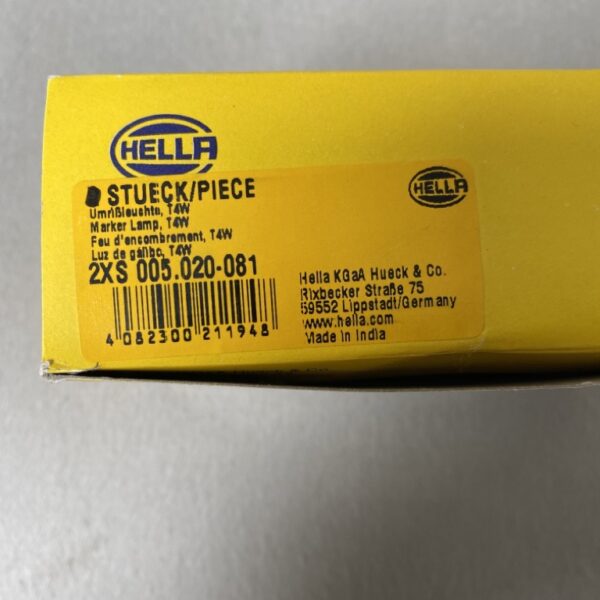 HELLA
STUECK/PIECE
HELLA
Umrißleuchte, T4W
Marker Lamp, T4W
Feu d'encombrement, T4W
Luz de gálibo, T4W
2XS 005.020-081
4 082300 211948
Hella KGaA Hueck & Co.
Rixbecker Straße 75
59552 Lippstadt/Germany
www.hella.com
Made in India